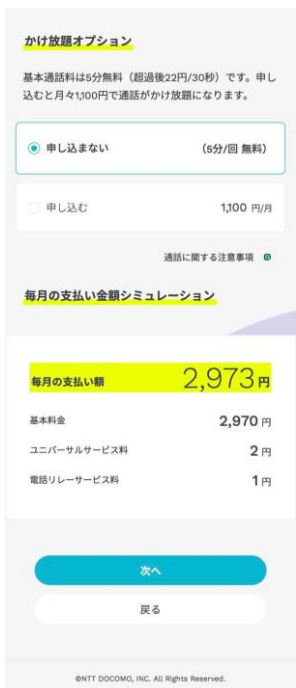 かけ放題オプション
基本通話料は5分無料（超過後22円/30秒）です。申し
込むと月々1,100円で通話がかけ放題になります。
申し込まない （5分/回 無料）
申し込む 1,100 円/月
通話に関する注意事項
毎月の支払い金額シミュレーション
毎月の支払い額 2,973円
基本料金 2,970 円
ユニバーサルサービス料 2 円
電話リレーサービス料 1 円
次へ
戻る
©NTT DOCOMO, INC. All Rights Reserved.